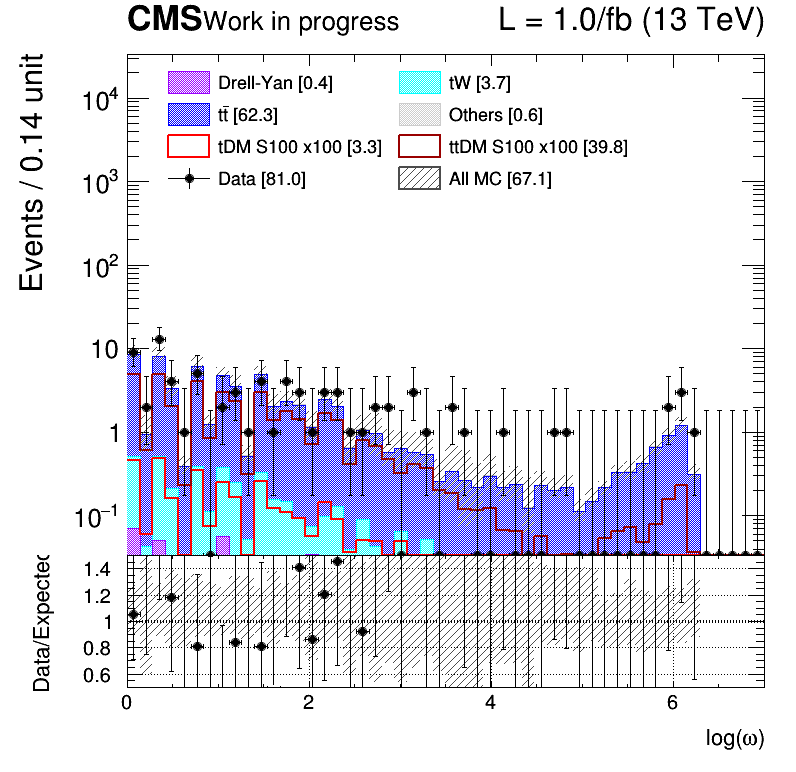 CMS Work in progress L = 1.0/fb (13 TeV)
Events / 0.14 unit
Drell-Yan [0.4] tW [3.7]
tt̄ [62.3] Others [0.6]
tDM S100 x100 [3.3] ttDM S100 x100 [39.8]
Data [81.0] All MC [67.1]
10⁴
10³
10²
10
1
10⁻¹
Data/Expected
1.4
1.2
1
0.8
0.6
0 2 4 6
log(ω)